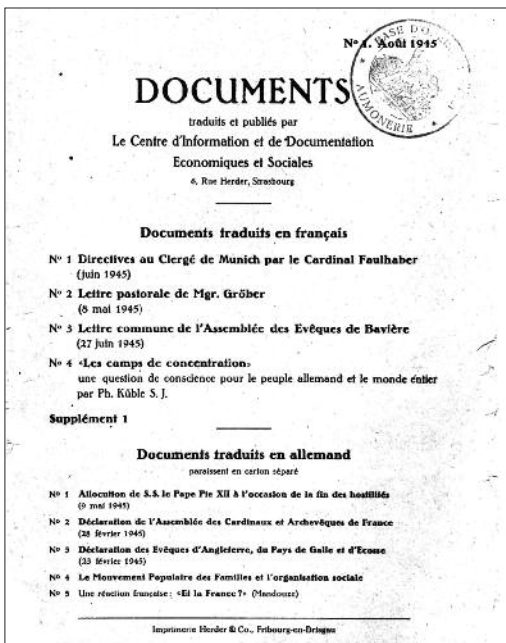 N° 1. Août 1945
BASE D'O
AUMONERIE
DOCUMENTS
traduits et publiés par
Le Centre d'Information et de Documentation
Economiques et Sociales
6, Rue Herder, Strasbourg
Documents traduits en français
N° 1 Directives au Clergé de Munich par le Cardinal Faulhaber
(juin 1945)
N° 2 Lettre pastorale de Mgr. Gröber
(8 mai 1945)
N° 3 Lettre commune de l'Assemblée des Evêques de Bavière
(27 juin 1945)
N° 4 «Les camps de concentration»
une question de conscience pour le peuple allemand et le monde entier
par Ph. Küble S. J.
Supplément 1
Documents traduits en allemand
paraissent en carton séparé
N° 1 Allocution de S.S. le Pape Pie XII à l'occasion de la fin des hostilités
(9 mai 1945)
N° 2 Déclaration de l'Assemblée des Cardinaux et Archevêques de France
(28 février 1945)
N° 3 Déclaration des Evêques d'Angleterre, du Pays de Galle et d'Ecosse
(23 février 1945)
N° 4 Le Mouvement Populaire des Familles et l'organisation sociale
N° 5 Une réaction française: «Et la France?» (Mandouze)
Imprimerie Herder & Co., Fribourg-en-Brisgau